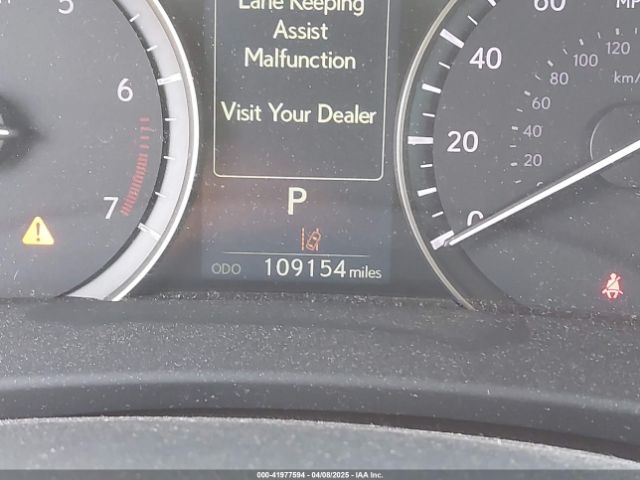 5
6
7
Lane Keeping
Assist
Malfunction
Visit Your Dealer
P
ODO 109154 miles
60
40
20
0
120
100
80
km/
60
40
20
000-41977594 - 04/08/2025 - IAA Inc.